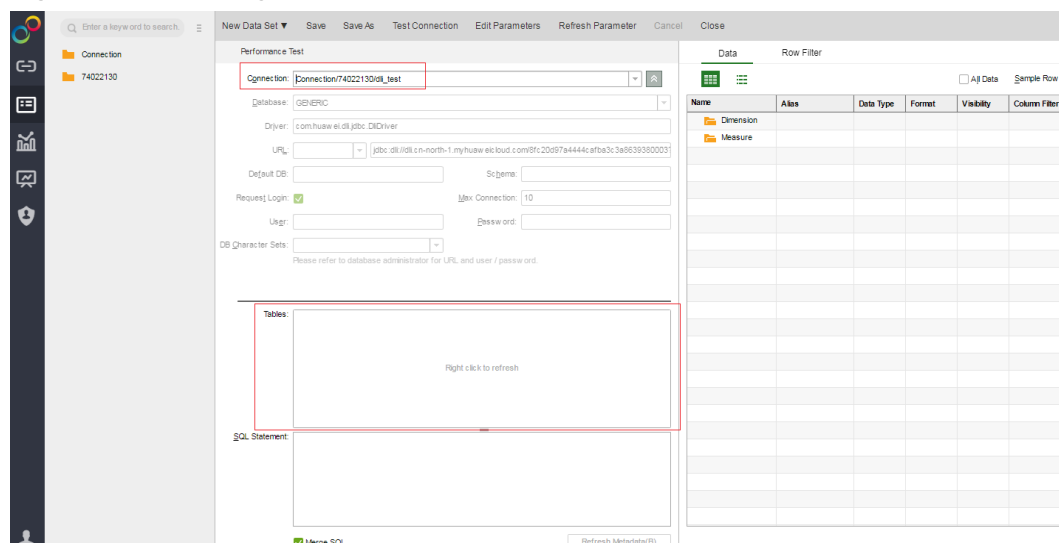 Enter a keyword to search.
New Data Set ▼ Save Save As Test Connection Edit Parameters Refresh Parameter Cancel Close
Connection
74022130
Performance Test
Connection: Connection/74022130/dli_test
Database: GENERIC
Driver: com.huawei.dli.jdbc.DliDriver
URL: jdbc:dli://dli.cn-north-1.myhuaweicloud.com/
Default DB: Schema:
Request Login: Max Connection: 10
User: Password:
DB Character Sets:
Please refer to database administrator for URL and user / password.
Tables:
Right click to refresh
SQL Statement:
Merge SQL Refresh Metadata(B)
Data Row Filter
All Data Sample Row
Name Alias Data Type Format Visibility Column Filter
Dimension
Measure